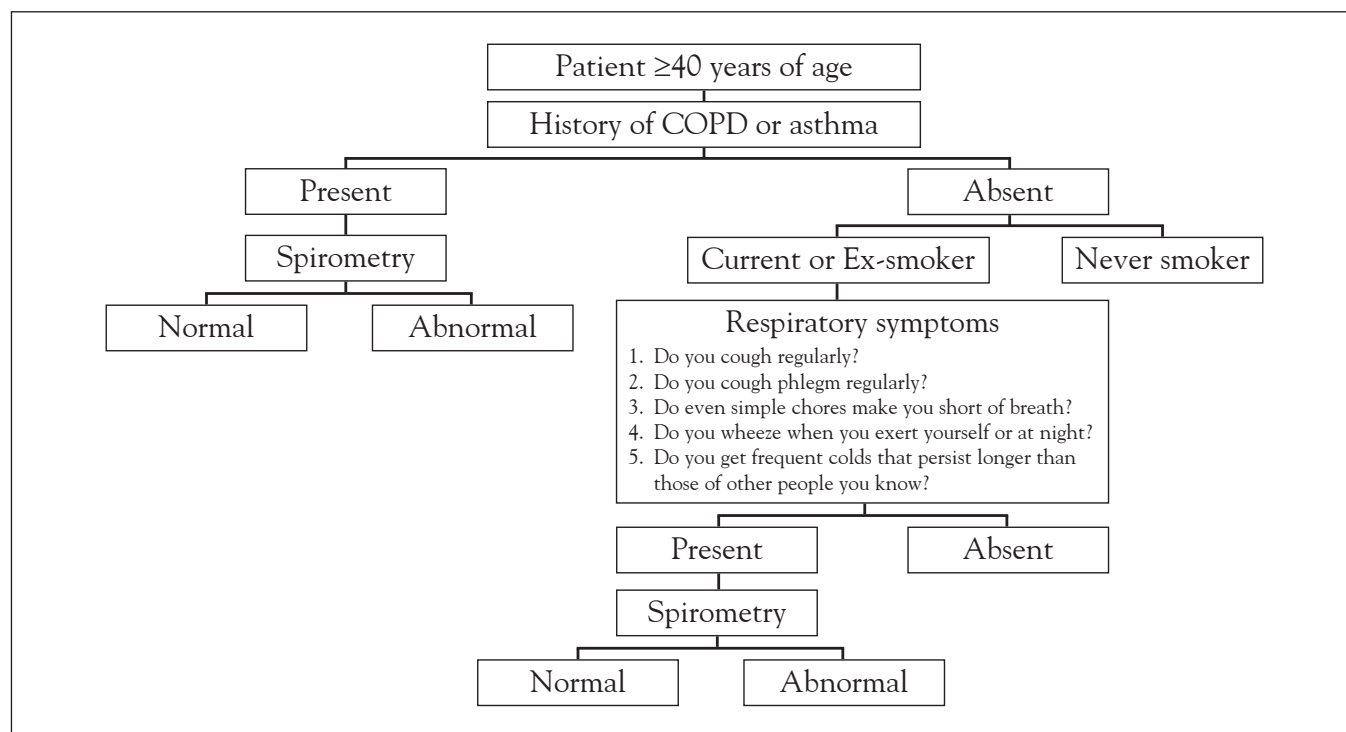 Patient ≥40 years of age
History of COPD or asthma
Present
Absent
Spirometry
Current or Ex-smoker
Never smoker
Normal
Abnormal
Respiratory symptoms
1. Do you cough regularly?
2. Do you cough phlegm regularly?
3. Do even simple chores make you short of breath?
4. Do you wheeze when you exert yourself or at night?
5. Do you get frequent colds that persist longer than
those of other people you know?
Present
Absent
Spirometry
Normal
Abnormal